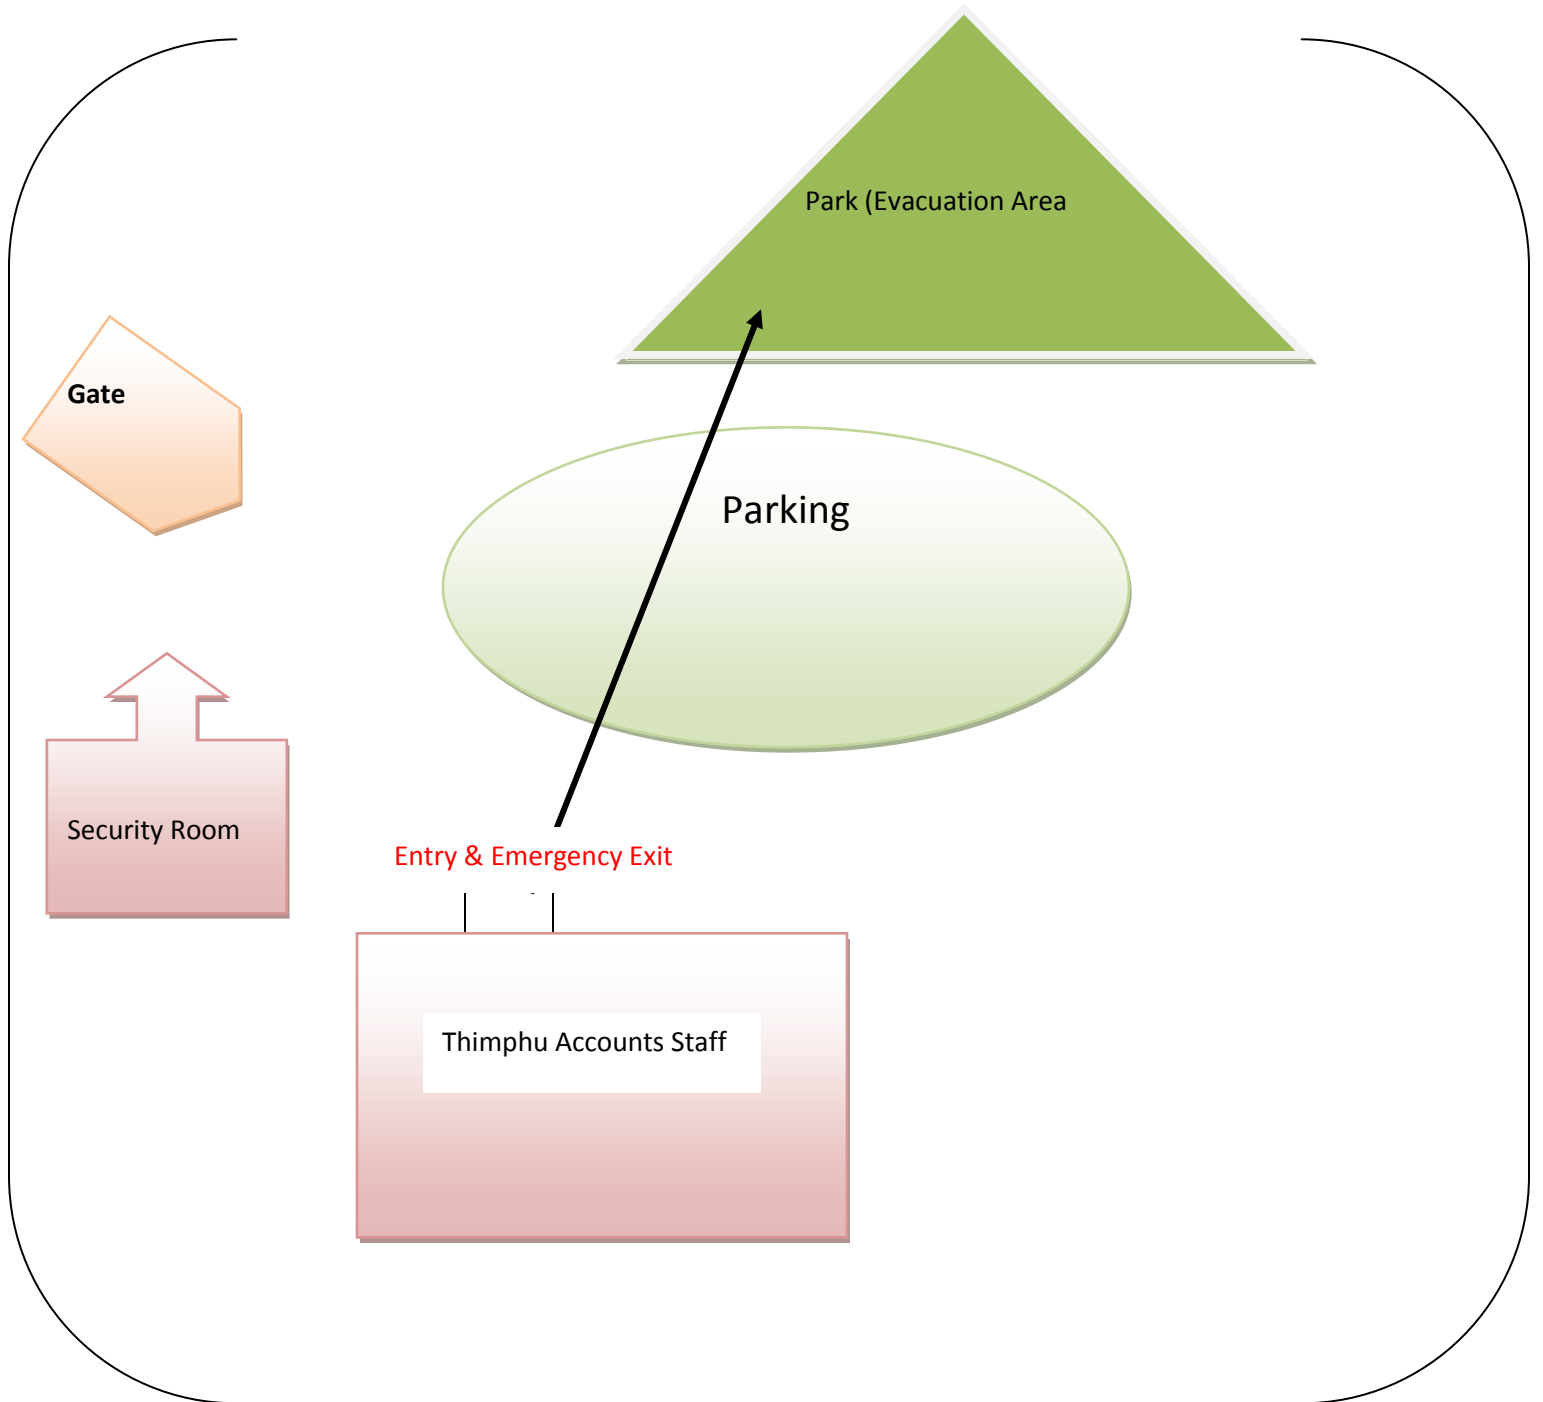 Park (Evacuation Area
Gate
Parking
Security Room
Entry & Emergency Exit
Thimphu Accounts Staff